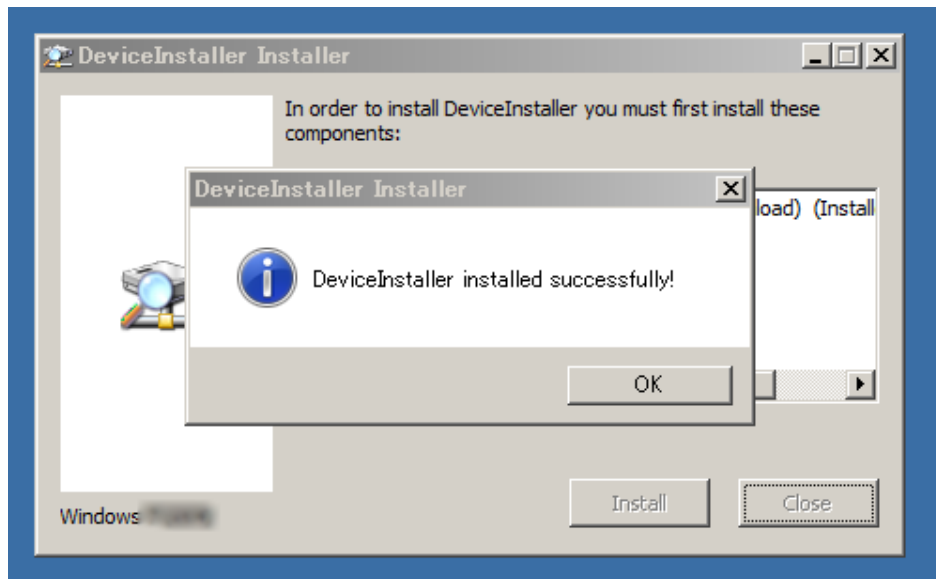 DeviceInstaller Installer
In order to install DeviceInstaller you must first install these
components:
DeviceInstaller Installer
load) (Install
DeviceInstaller installed successfully!
OK
Install
Close
Windows